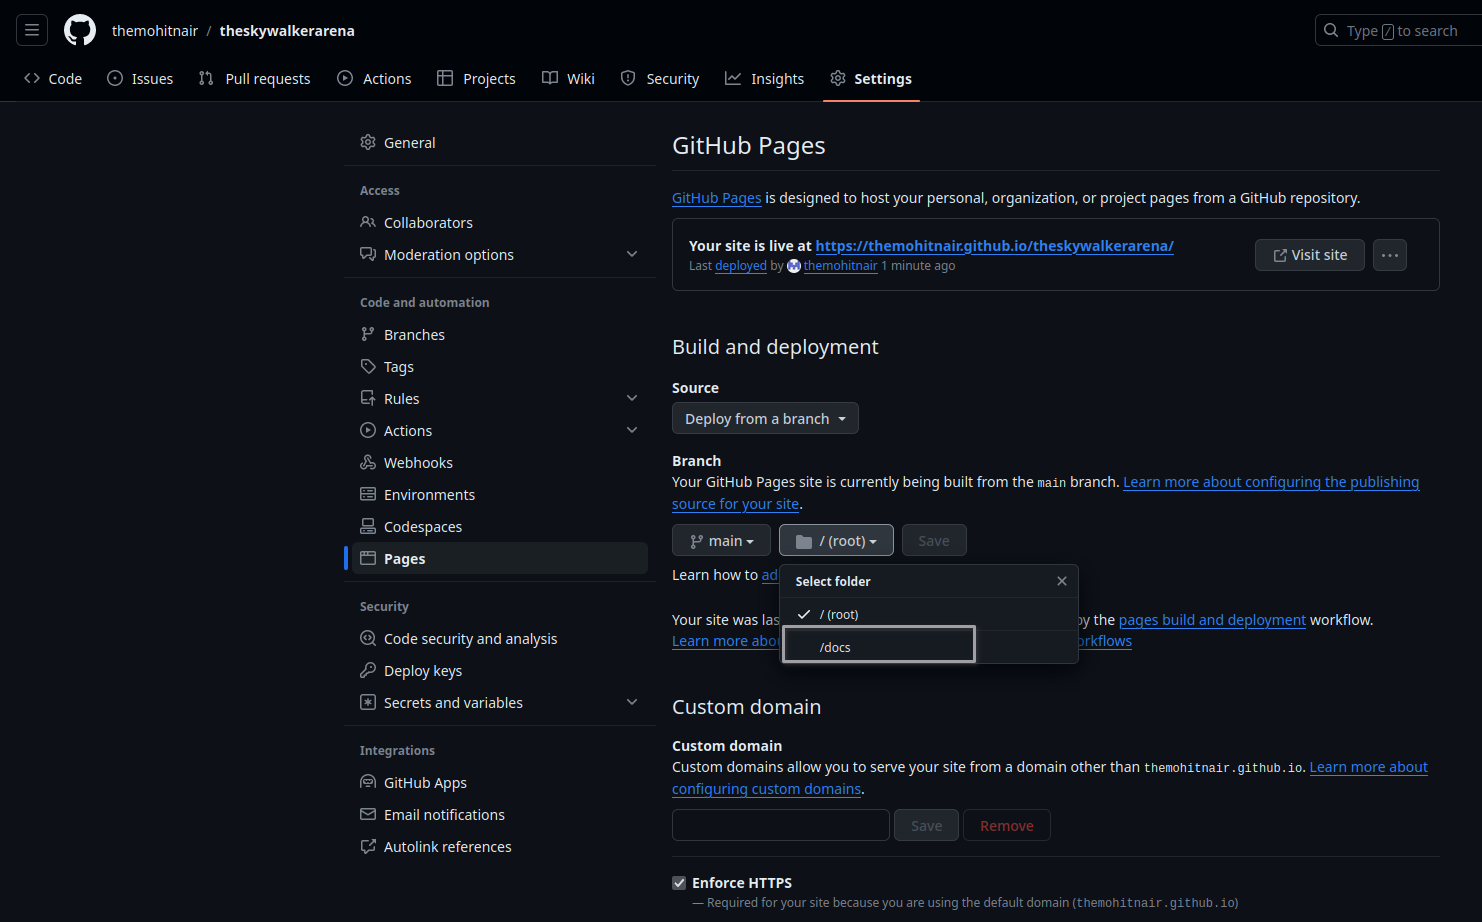 themohitnair / theskywalkerarena
Type / to search
Code Issues Pull requests Actions Projects Wiki Security Insights Settings
General
Access
Collaborators
Moderation options
Code and automation
Branches
Tags
Rules
Actions
Webhooks
Environments
Codespaces
Pages
Security
Code security and analysis
Deploy keys
Secrets and variables
Integrations
GitHub Apps
Email notifications
Autolink references
GitHub Pages
GitHub Pages is designed to host your personal, organization, or project pages from a GitHub repository.
Your site is live at https://themohitnair.github.io/theskywalkerarena/
Last deployed by themohitnair 1 minute ago
Visit site
Build and deployment
Source
Deploy from a branch
Branch
Your GitHub Pages site is currently being built from the main branch. Learn more about configuring the publishing
source for your site.
main / (root) Save
Learn how to
Select folder
/ (root)
/docs
Your site was the pages build and deployment workflow.
Learn more
Custom domain
Custom domain
Custom domains allow you to serve your site from a domain other than themohitnair.github.io. Learn more about
configuring custom domains.
Save Remove
Enforce HTTPS
— Required for your site because you are using the default domain (themohitnair.github.io)